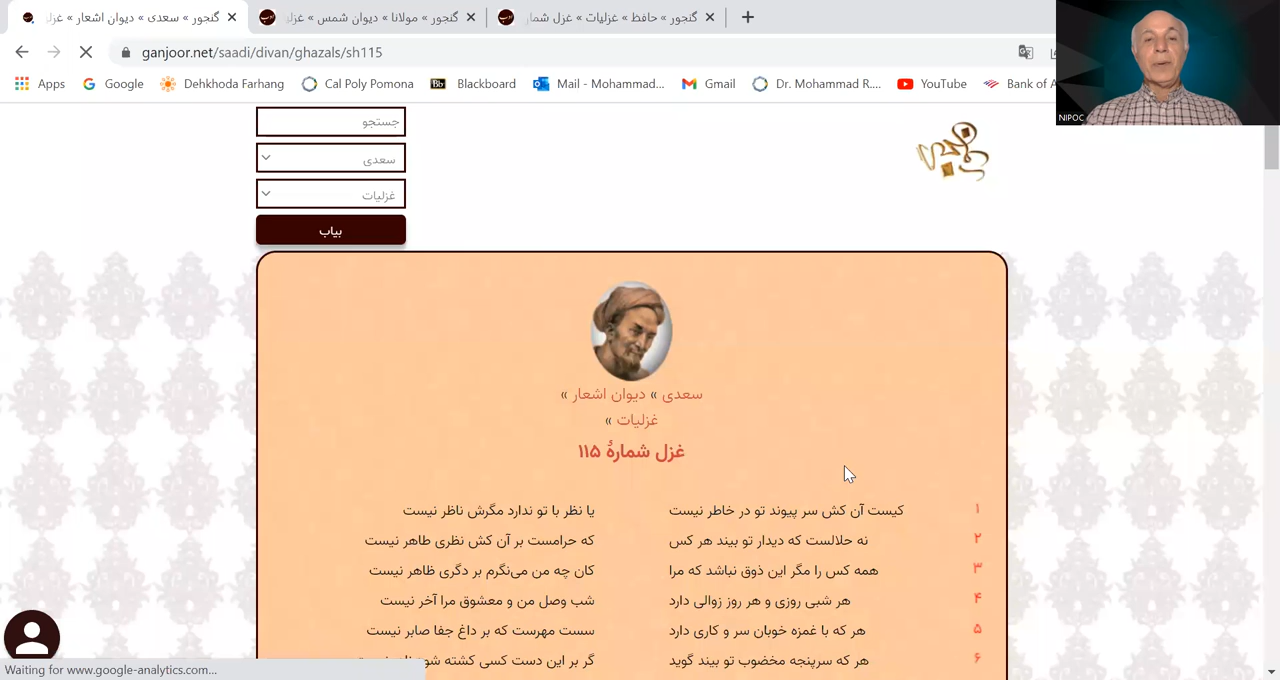 گنجور » سعدی » دیوان اشعار » غزلی
گنجور » مولانا » دیوان شمس » غزلی
گنجور » حافظ » غزلیات » غزل شمار
ganjoor.net/saadi/divan/ghazals/sh115
Apps Google Dehkhoda Farhang Cal Poly Pomona Bb Blackboard Mail - Mohammad... Gmail Dr. Mohammad R.... YouTube Bank of A
NIPOC
جستجو
سعدی
غزلیات
بیاب
سعدی » دیوان اشعار »
غزلیات »
غزل شمارهٔ ۱۱۵
۱ کیست آن کش سر پیوند تو در خاطر نیست یا نظر با تو ندارد مگرش ناظر نیست
۲ نه حلالست که دیدار تو بیند هر کس که حرامست بر آن کش نظری طاهر نیست
۳ همه کس را مگر این ذوق نباشد که مرا کان چه من می‌نگرم بر دگری ظاهر نیست
۴ هر شبی روزی و هر روز زوالی دارد شب وصل من و معشوق مرا آخر نیست
۵ هر که با غمزه خوبان سر و کاری دارد سست مهرست که بر داغ جفا صابر نیست
۶ هر که سرپنجه مخضوب تو بیند گوید گر بر این دست کسی کشته شود
Waiting for www.google-analytics.com...